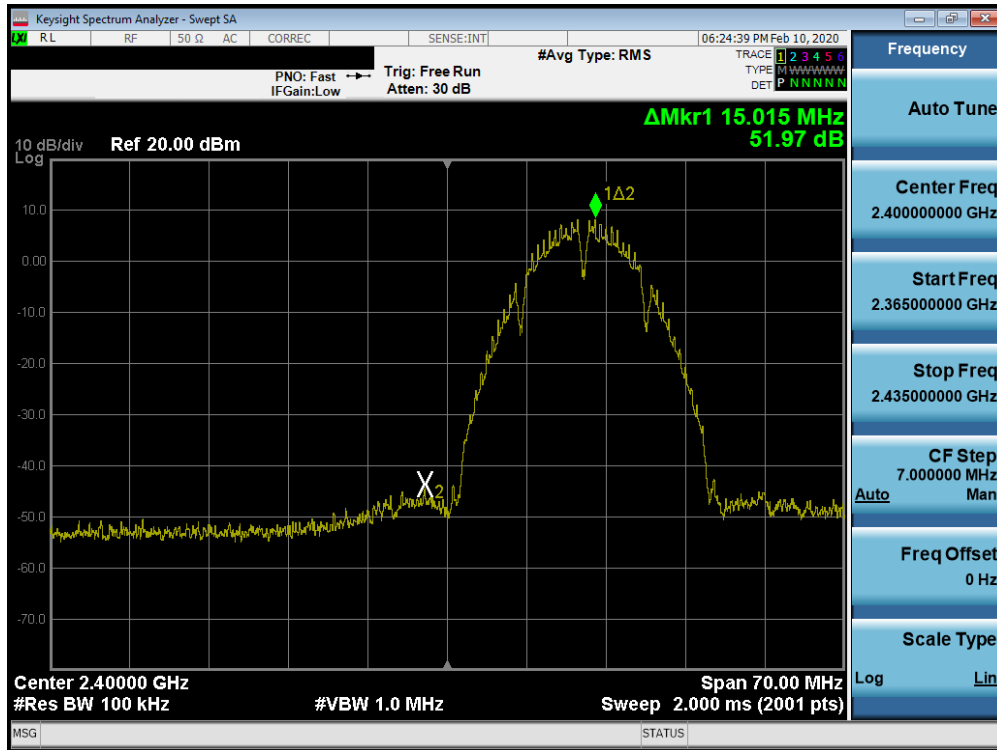 Keysight Spectrum Analyzer - Swept SA
LXI RL RF 50 Ω AC CORREC SENSE:INT 06:24:39 PM Feb 10, 2020
#Avg Type: RMS TRACE 1 2 3 4 5 6
PNO: Fast Trig: Free Run TYPE M WWWWW
IFGain:Low Atten: 30 dB DET P N N N N N
ΔMkr1 15.015 MHz
51.97 dB
10 dB/div Ref 20.00 dBm
Log
1Δ2
10.0
0.00
-10.0
-20.0
-30.0
-40.0
X2
-50.0
-60.0
-70.0
Center 2.40000 GHz Span 70.00 MHz
#Res BW 100 kHz #VBW 1.0 MHz Sweep 2.000 ms (2001 pts)
MSG STATUS
Frequency
Auto Tune
Center Freq
2.400000000 GHz
Start Freq
2.365000000 GHz
Stop Freq
2.435000000 GHz
CF Step
7.000000 MHz
Auto Man
Freq Offset
0 Hz
Scale Type
Log Lin